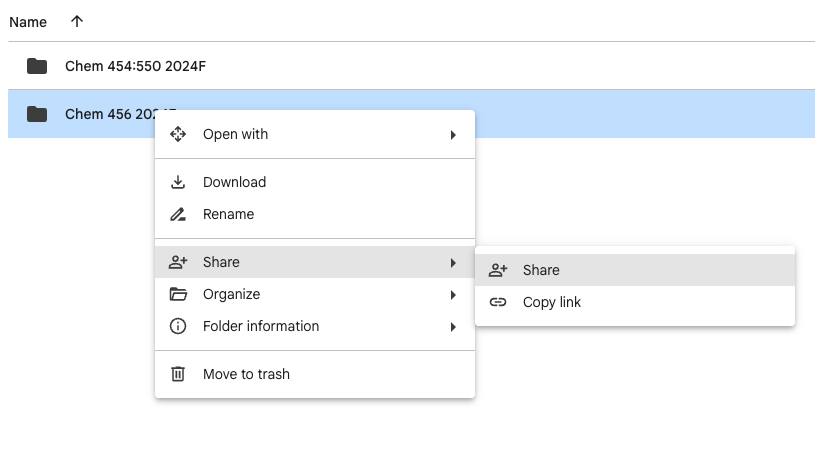 Name
Chem 454:550 2024F
Chem 456 202
Open with
Download
Rename
Share
Organize
Folder information
Move to trash
Share
Copy link